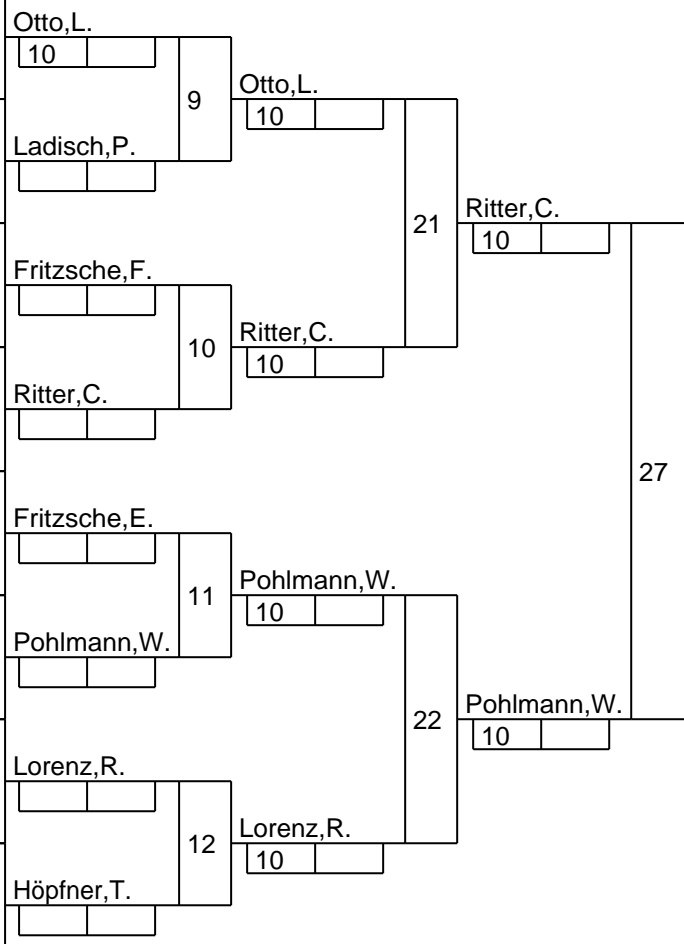 Otto,L.
10
Otto,L.
9
10
Ladisch,P.
Ritter,C.
21
10
Fritzsche,F.
Ritter,C.
10
10
Ritter,C.
27
Fritzsche,E.
Pohlmann,W.
11
10
Pohlmann,W.
Pohlmann,W.
22
10
Lorenz,R.
Lorenz,R.
12
10
Höpfner,T.